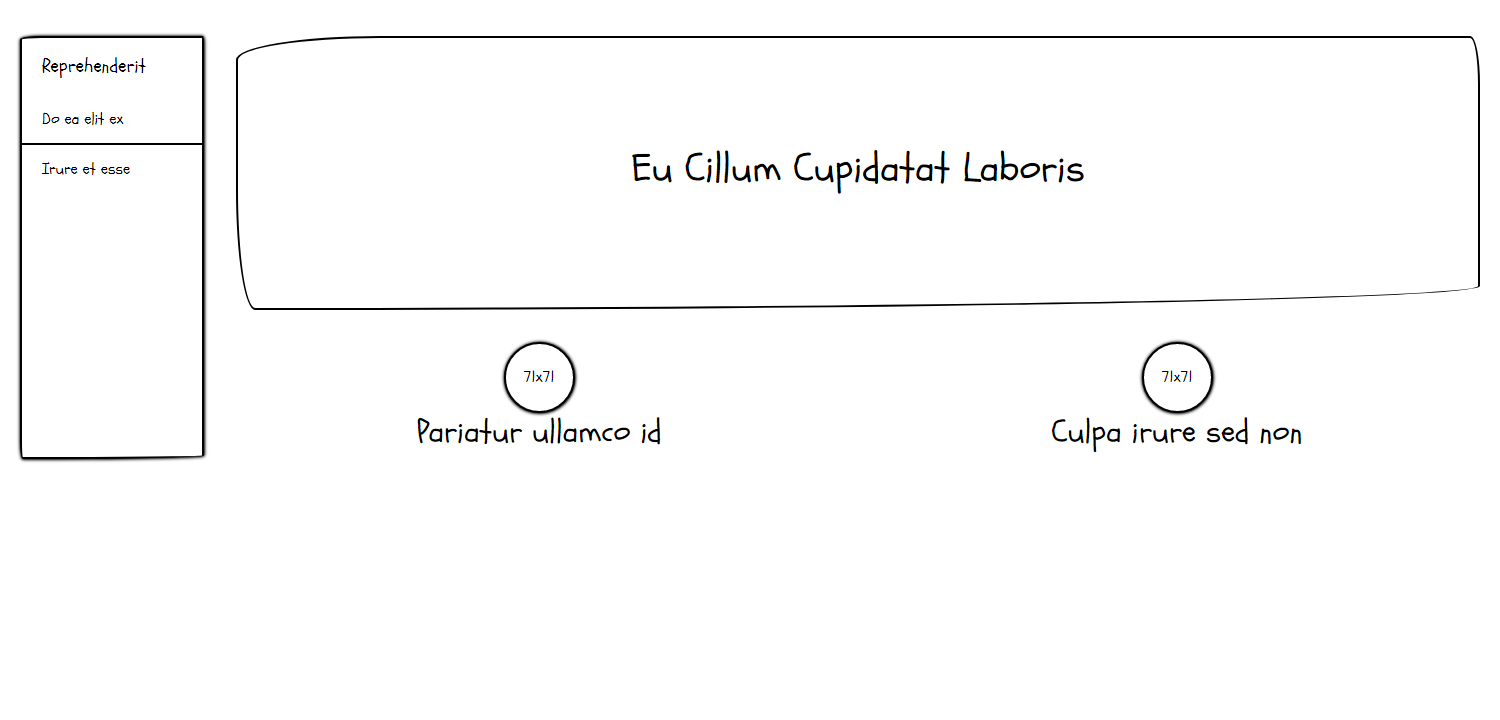 Reprehenderit
Do ea elit ex
Irure et esse
Eu Cillum Cupidatat Laboris
71x71
Pariatur ullamco id
71x71
Culpa irure sed non